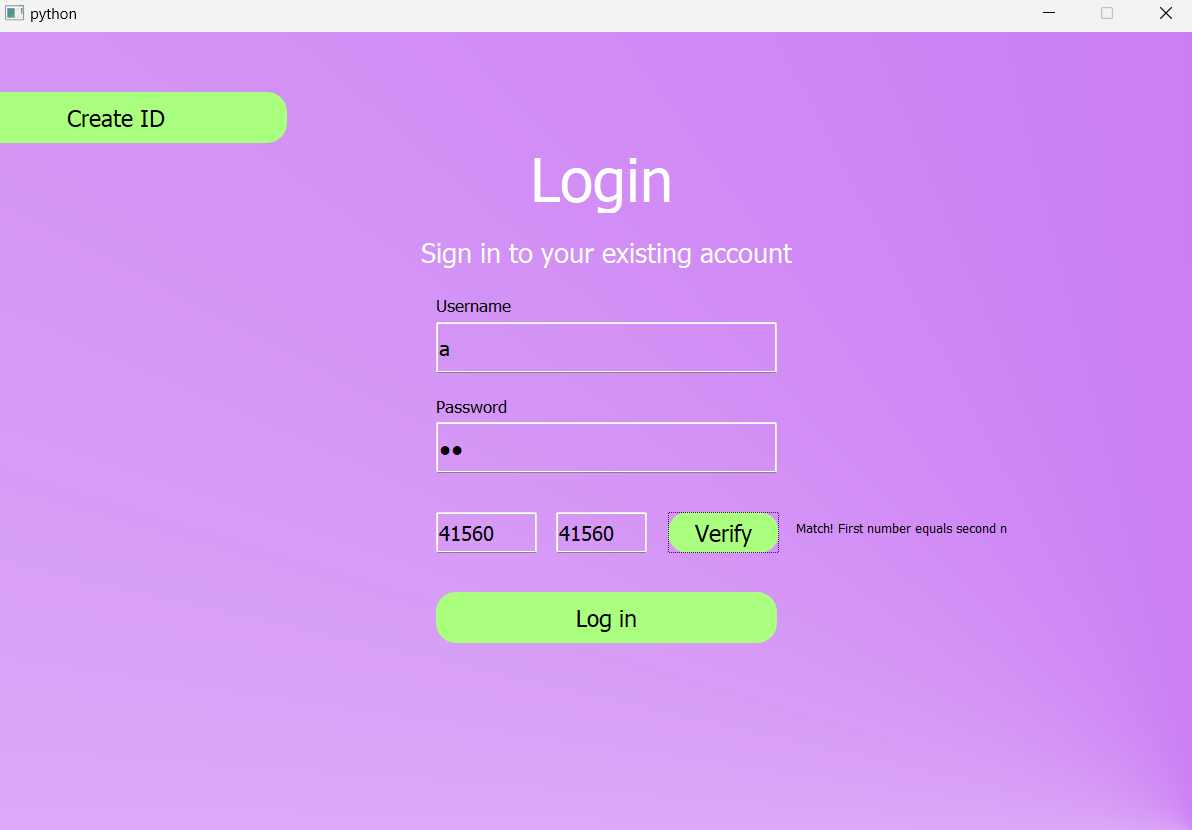 python
Create ID
Login
Sign in to your existing account
Username
a
Password
41560 41560 Verify Match! First number equals second n
Log in